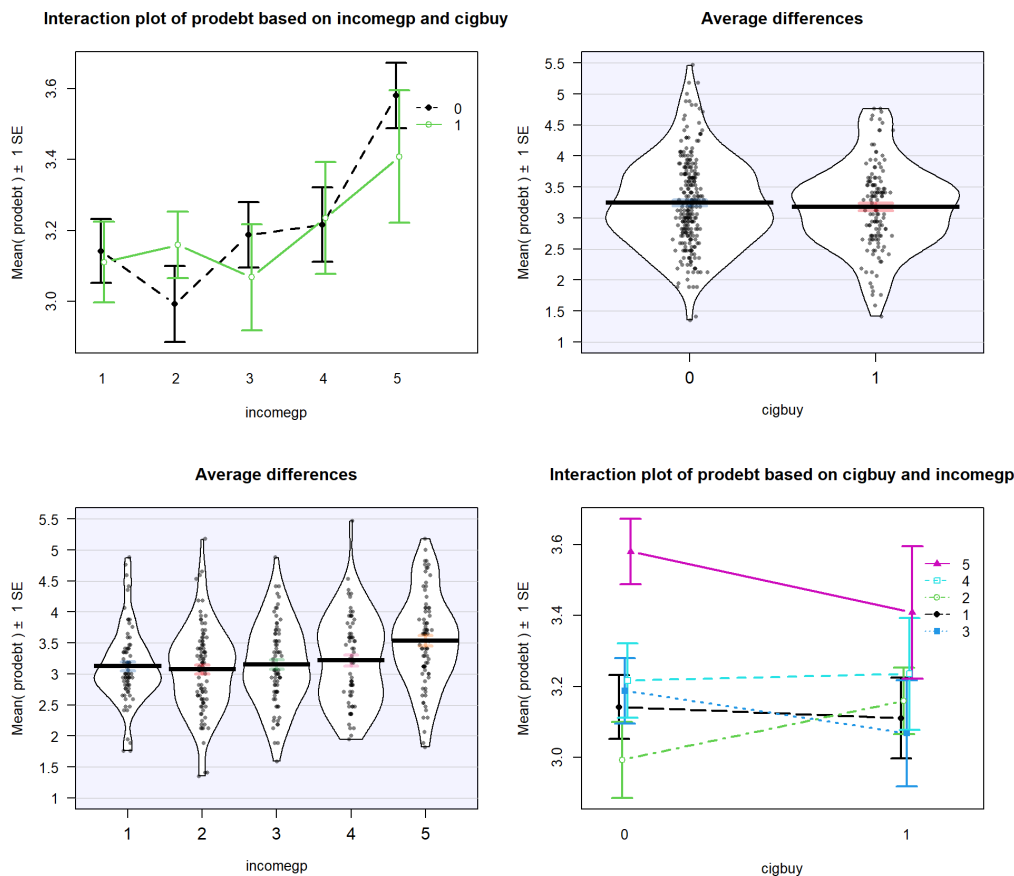 Interaction plot of prodebt based on incomegp and cigbuy
Mean( prodebt ) ± 1 SE
3.6
3.4
3.2
3.0
0
1
1 2 3 4 5
incomegp
Average differences
Mean( prodebt ) ± 1 SE
5.5
5
4.5
4
3.5
3
2.5
2
1.5
1
0 1
cigbuy
Average differences
Mean( prodebt ) ± 1 SE
5.5
5
4.5
4
3.5
3
2.5
2
1.5
1
1 2 3 4 5
incomegp
Interaction plot of prodebt based on cigbuy and incomegp
Mean( prodebt ) ± 1 SE
3.6
3.4
3.2
3.0
5
4
2
1
3
0 1
cigbuy